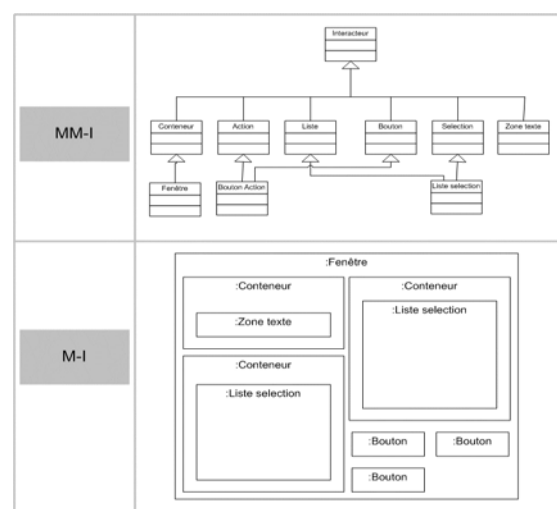 Interacteur
MM-I
Conteneur
Action
Liste
Bouton
Selection
Zone texte
Fenêtre
Bouton Action
Liste selection
M-I
:Fenêtre
:Conteneur
:Zone texte
:Conteneur
:Liste selection
:Conteneur
:Liste selection
:Bouton
:Bouton
:Bouton